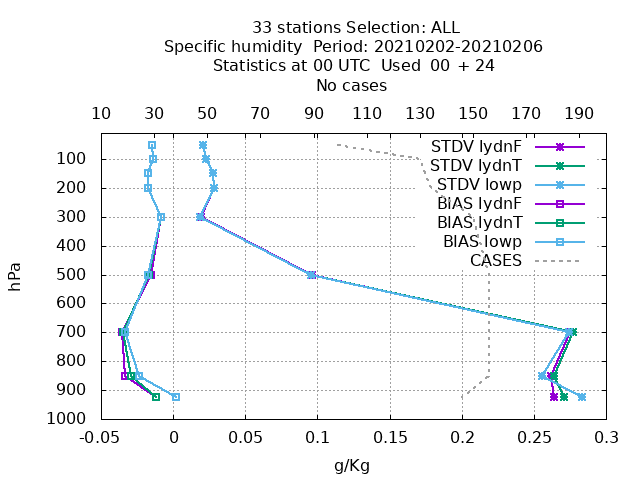 33 stations Selection: ALL
Specific humidity  Period: 20210202-20210206
Statistics at 00 UTC  Used  00 + 24
No cases
10 30 50 70 90 110 130 150 170 190
STDV lydnF
STDV lydnT
STDV lowp
BIAS lydnF
BIAS lydnT
BIAS lowp
CASES
hPa
100
200
300
400
500
600
700
800
900
1000
-0.05 0 0.05 0.1 0.15 0.2 0.25 0.3
g/Kg